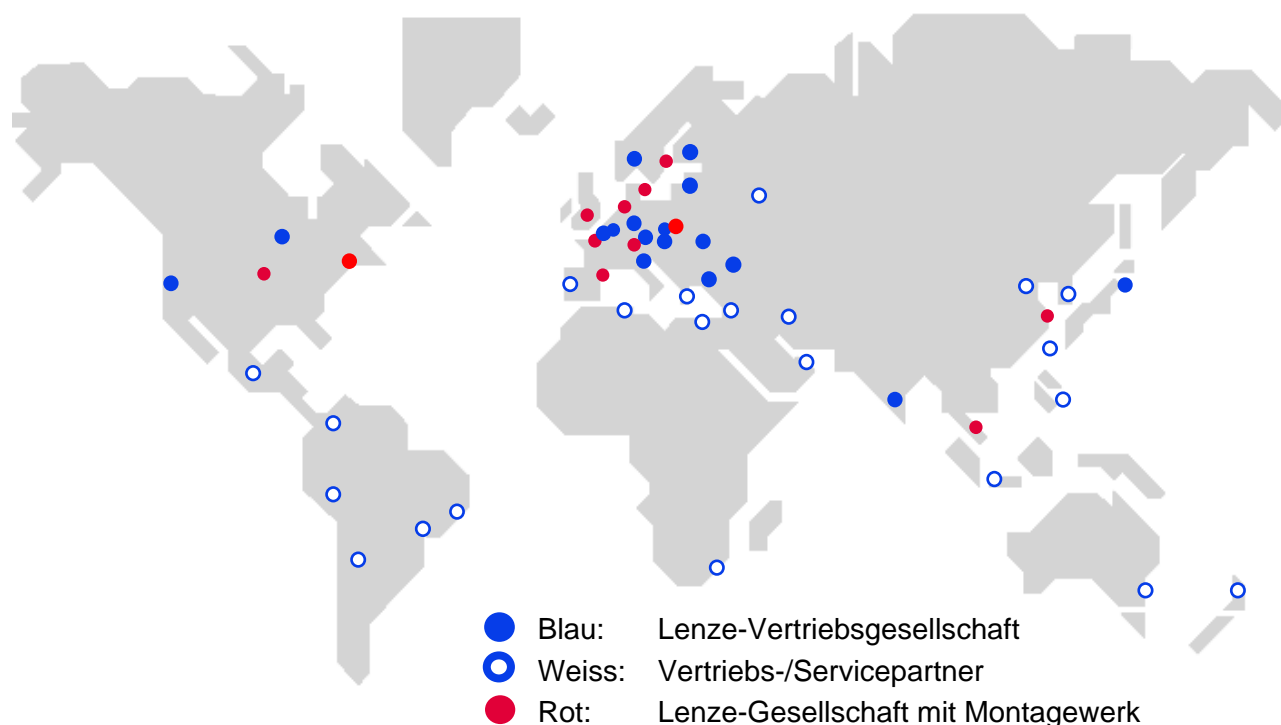 Blau: Lenze-Vertriebsgesellschaft
Weiss: Vertriebs-/Servicepartner
Rot: Lenze-Gesellschaft mit Montagewerk